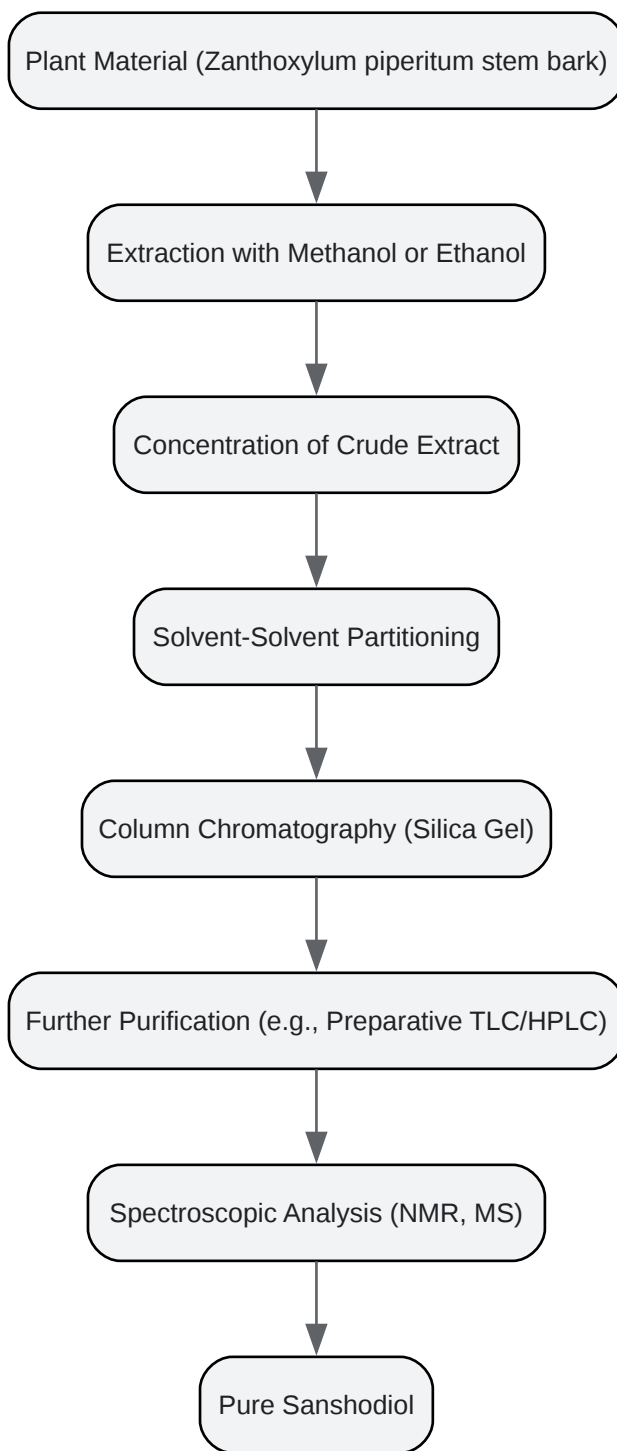 Plant Material (Zanthoxylum piperitum stem bark)
Extraction with Methanol or Ethanol
Concentration of Crude Extract
Solvent-Solvent Partitioning
Column Chromatography (Silica Gel)
Further Purification (e.g., Preparative TLC/HPLC)
Spectroscopic Analysis (NMR, MS)
Pure Sanshodiol